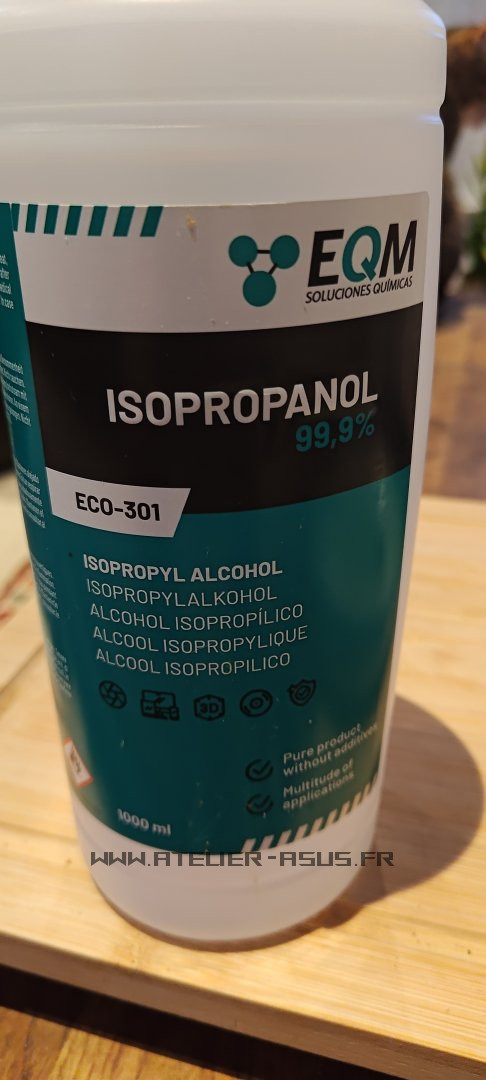 EQM
SOLUCIONES QUÍMICAS
ISOPROPANOL
99,9%
ECO-301
ISOPROPYL ALCOHOL
ISOPROPYLALKOHOL
ALCOHOL ISOPROPÍLICO
ALCOOL ISOPROPYLIQUE
ALCOOL ISOPROPILICO
3D
Pure product
without additives
Multitude of
applications
1000 ml
WWW.ATELIER-ASUS.FR